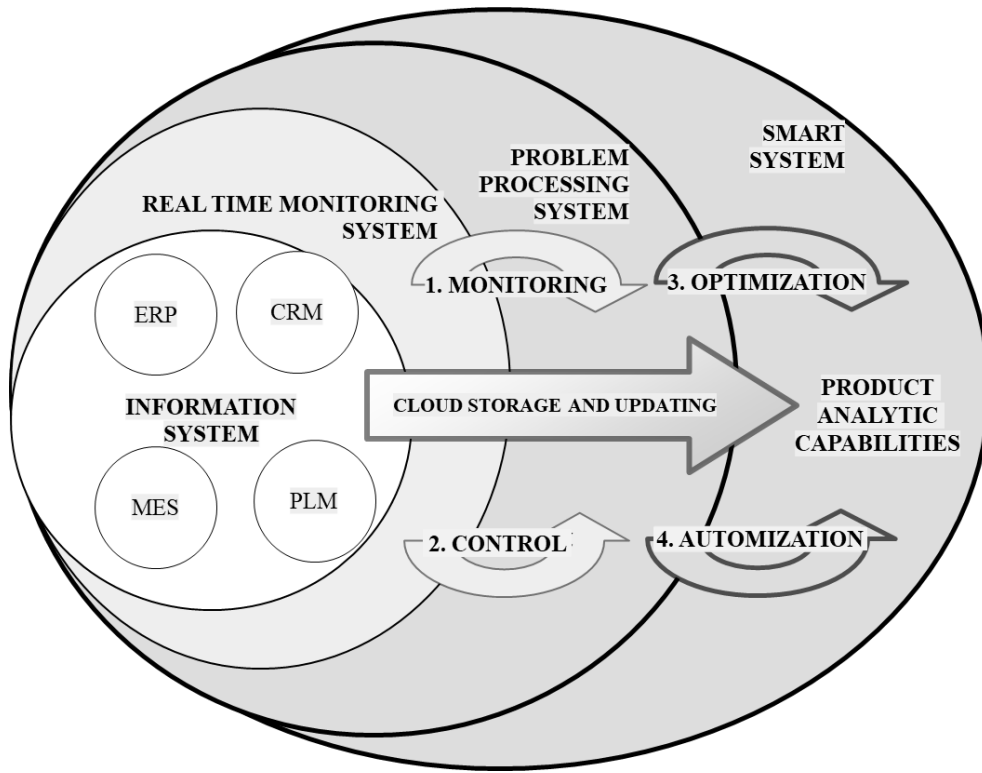 SMART
SYSTEM
PROBLEM
PROCESSING
SYSTEM
REAL TIME MONITORING
SYSTEM
1. MONITORING
3. OPTIMIZATION
ERP
CRM
INFORMATION
SYSTEM
CLOUD STORAGE AND UPDATING
PRODUCT
ANALYTIC
CAPABILITIES
MES
PLM
2. CONTROL
4. AUTOMIZATION